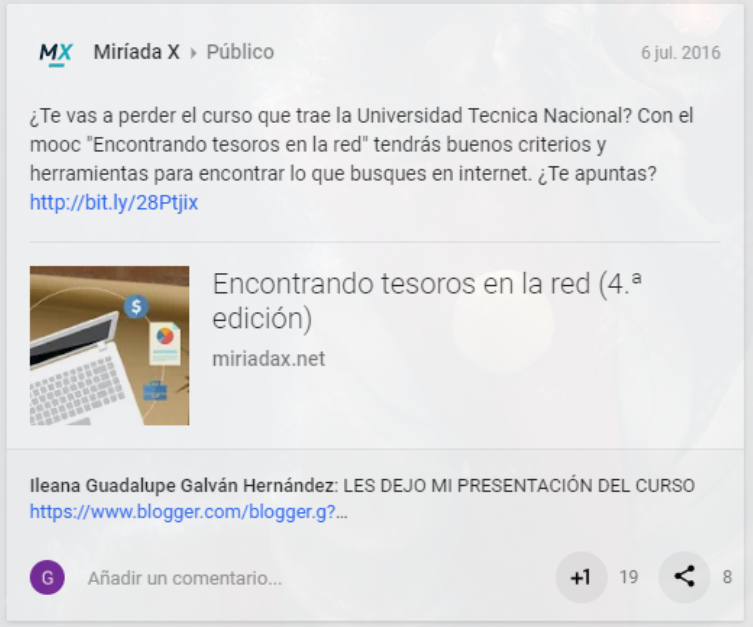 MX Miríada X Público 6 jul. 2016
¿Te vas a perder el curso que trae la Universidad Tecnica Nacional? Con el
mooc "Encontrando tesoros en la red" tendrás buenos criterios y
herramientas para encontrar lo que busques en internet. ¿Te apuntas?
http://bit.ly/28Ptjix
Encontrando tesoros en la red (4.ª
edición)
miriadax.net
$
Ileana Guadalupe Galván Hernández: LES DEJO MI PRESENTACIÓN DEL CURSO
https://www.blogger.com/blogger.g?...
G Añadir un comentario... +1 19 8